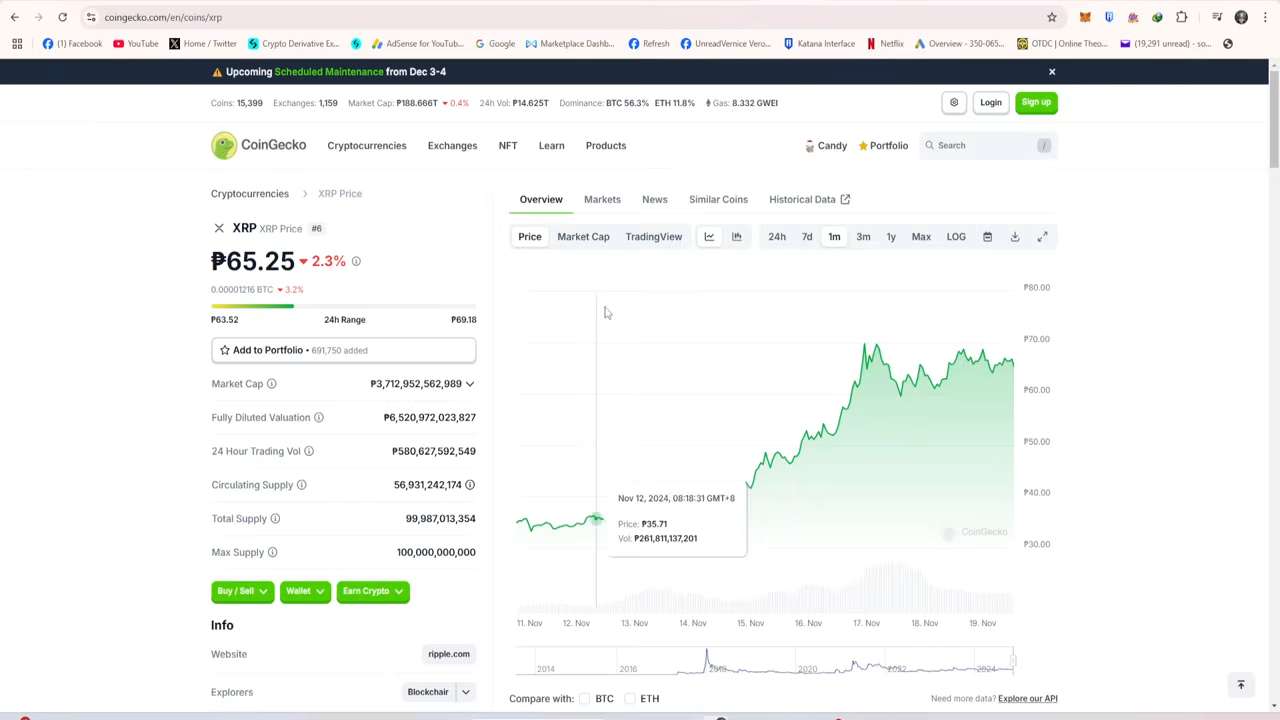 coingecko.com/en/coins/xrp
(1) Facebook
YouTube
Home / Twitter
Crypto Derivative Ex...
AdSense for YouTub...
Google
Marketplace Dashb...
Refresh
UnreadVernice Vero...
Katana Interface
Netflix
Overview - 350-065...
OTDC | Online Theo...
(19,291 unread) - so...
Upcoming Scheduled Maintenance from Dec 3-4
Coins: 15,399 Exchanges: 1,159 Market Cap: ₱188.666T 0.4% 24h Vol: ₱14.625T Dominance: BTC 56.3% ETH 11.8% Gas: 8.332 GWEI
Login
Sign up
CoinGecko
Cryptocurrencies
Exchanges
NFT
Learn
Products
Candy
Portfolio
Search
/
Cryptocurrencies
XRP Price
XRP XRP Price #6
₱65.25 2.3%
0.00001216 BTC 3.2%
₱63.52 24h Range ₱69.18
Add to Portfolio • 691,750 added
Market Cap ₱3,712,952,562,989
Fully Diluted Valuation ₱6,520,972,023,827
24 Hour Trading Vol ₱580,627,592,549
Circulating Supply 56,931,242,174
Total Supply 99,987,013,354
Max Supply 100,000,000,000
Buy / Sell
Wallet
Earn Crypto
Info
Website ripple.com
Explorers Blockchair
Overview Markets News Similar Coins Historical Data
Price Market Cap TradingView
24h 7d 1m 3m 1y Max LOG
₱80.00
₱70.00
₱60.00
₱50.00
₱40.00
₱30.00
Nov 12, 2024, 08:18:31 GMT+8
Price: ₱35.71
Vol: ₱261,811,137,201
CoinGecko
11. Nov 12. Nov 13. Nov 14. Nov 15. Nov 16. Nov 17. Nov 18. Nov 19. Nov
2014 2016 2018 2020 2022 2024
Compare with: BTC ETH
Need more data? Explore our API